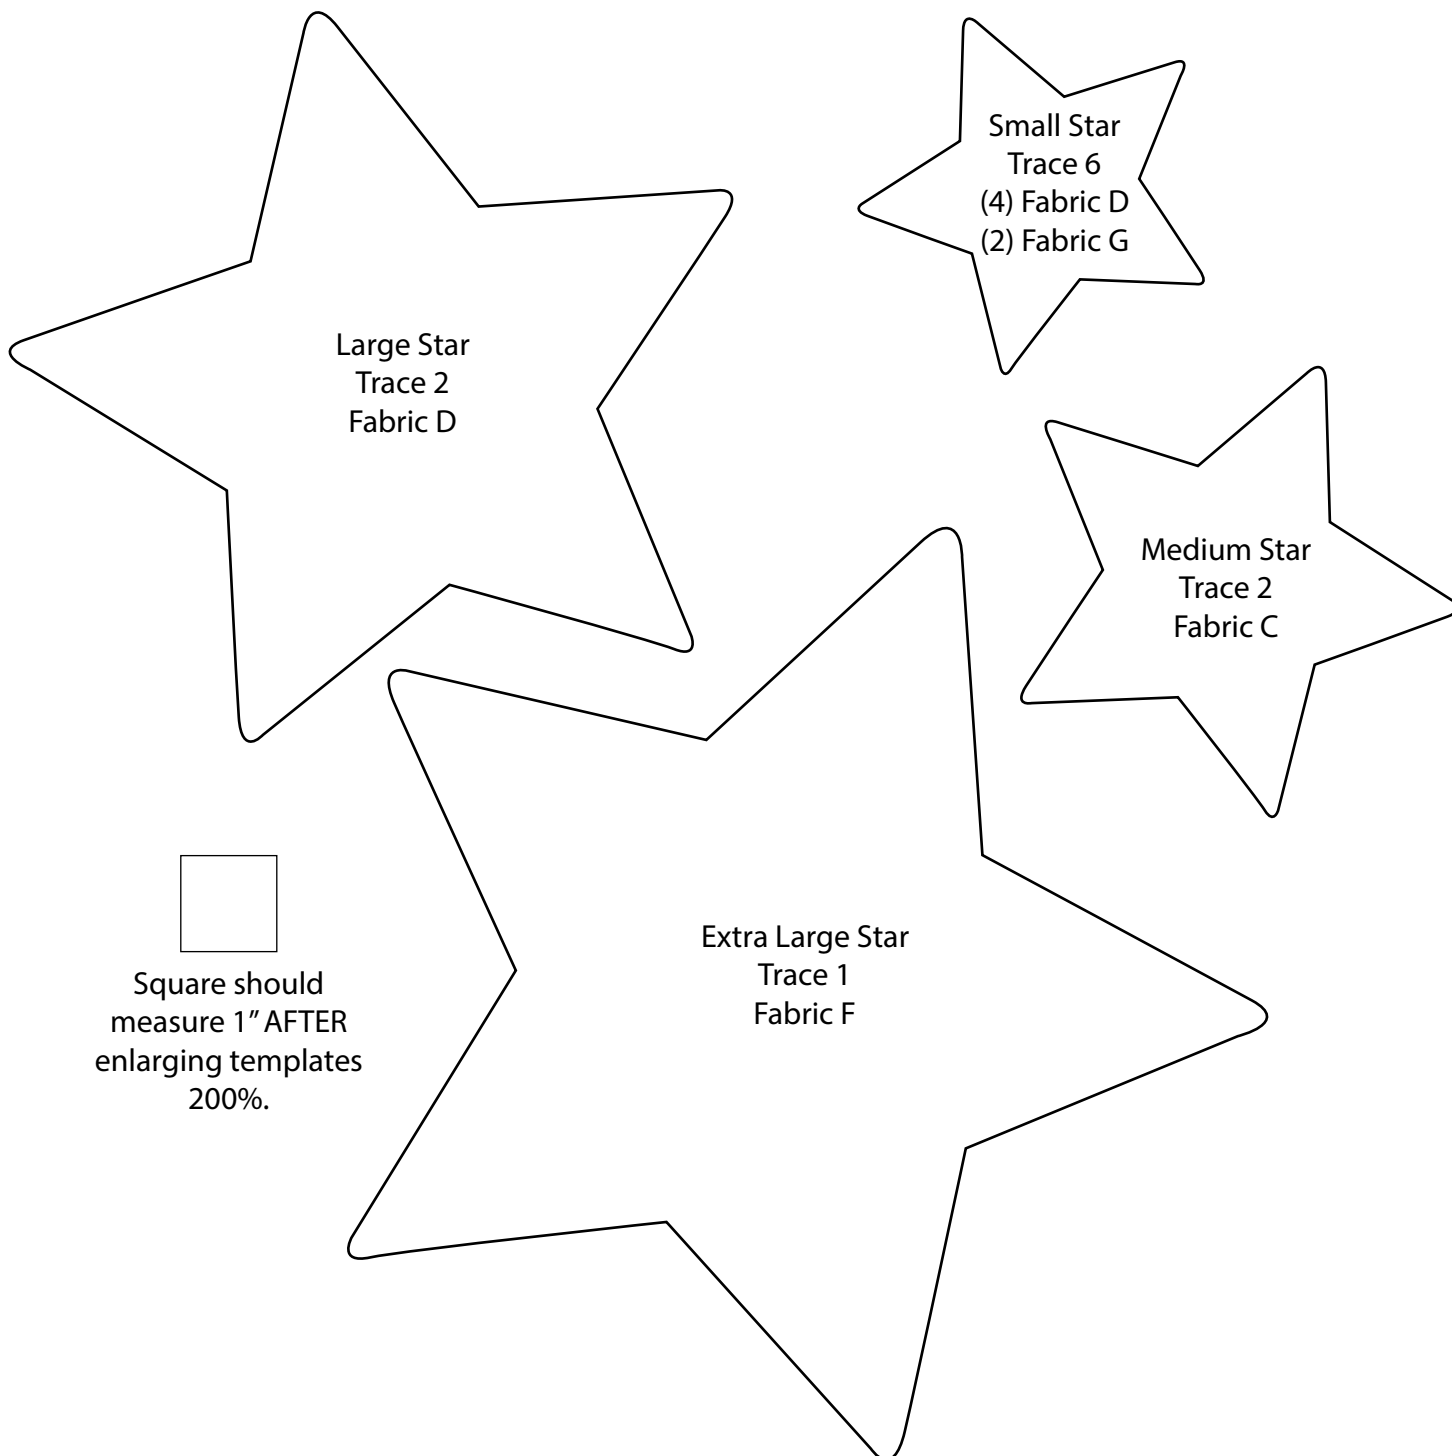 Small Star
Trace 6
(4) Fabric D
(2) Fabric G
Large Star
Trace 2
Fabric D
Medium Star
Trace 2
Fabric C
Extra Large Star
Trace 1
Fabric F
Square should
measure 1” AFTER
enlarging templates
200%.